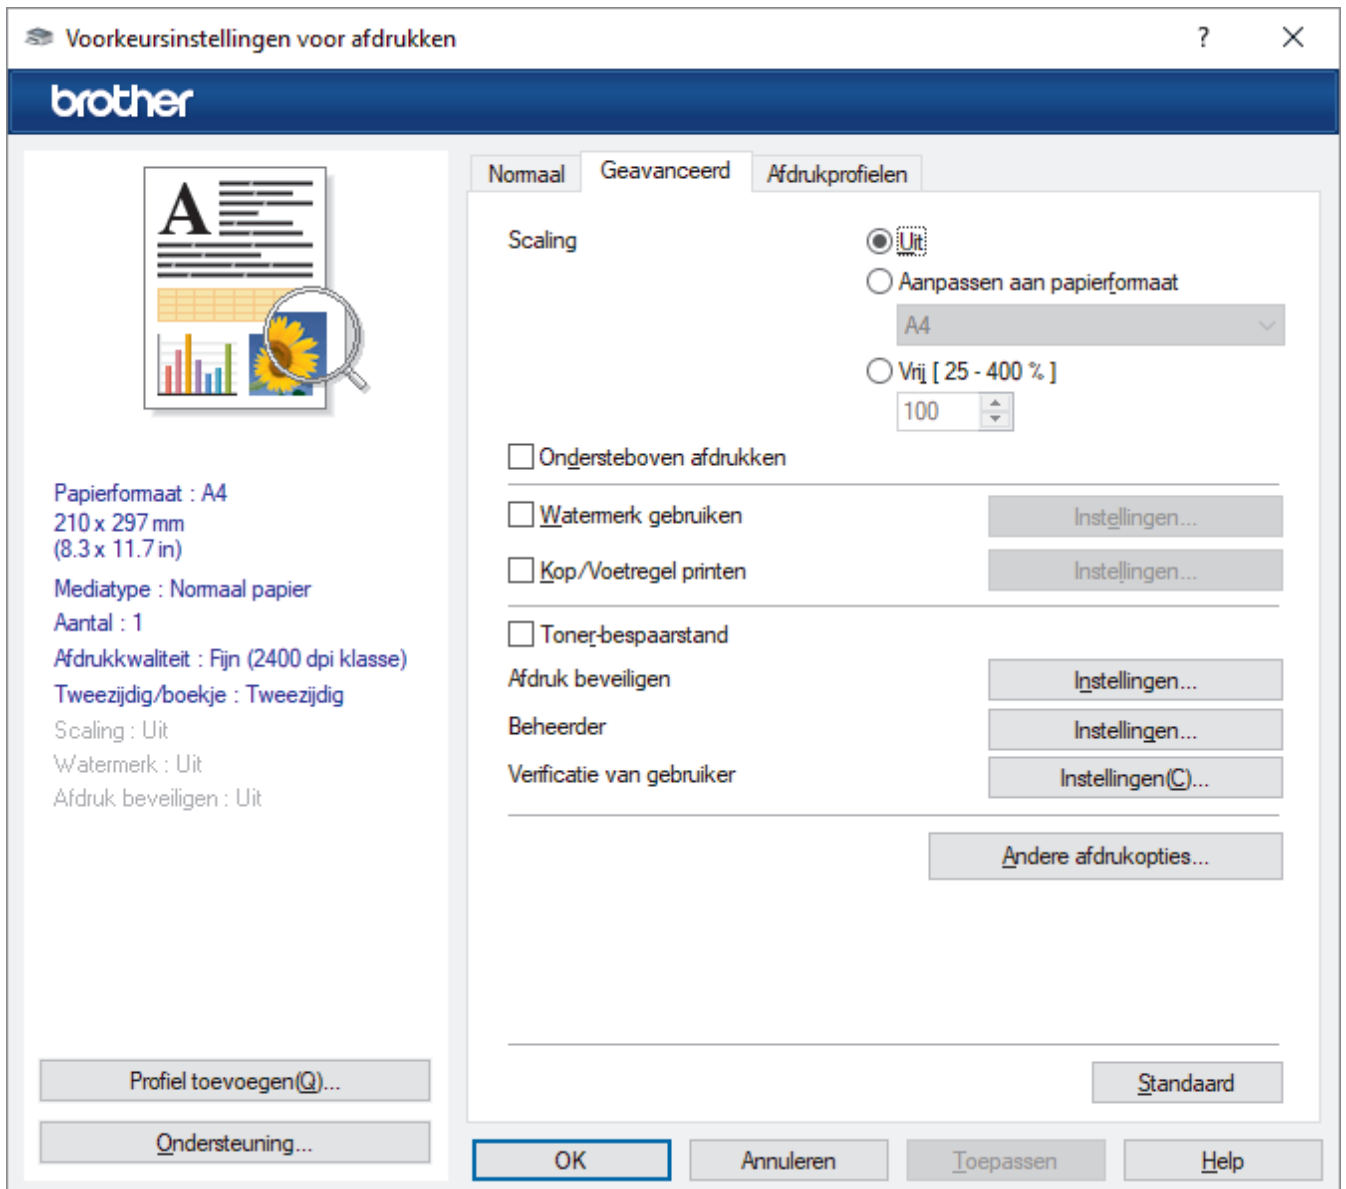 Voorkeursinstellingen voor afdrukken
?
brother
A
Papierformaat : A4
210 x 297 mm
(8.3 x 11.7 in)
Mediatype : Normaal papier
Aantal : 1
Afdrukkwaliteit : Fijn (2400 dpi klasse)
Tweezijdig/boekje : Tweezijdig
Scaling : Uit
Watermerk : Uit
Afdruk beveiligen : Uit
Profiel toevoegen(Q)...
Ondersteuning...
Normaal Geavanceerd Afdrukprofielen
Scaling Uit
Aanpassen aan papierformaat
A4
Vrij [ 25 - 400 % ]
100
Ondersteboven afdrukken
Watermerk gebruiken Instellingen...
Kop/Voetregel printen Instellingen...
Toner-bespaarstand
Afdruk beveiligen Instellingen...
Beheerder Instellingen...
Verificatie van gebruiker Instellingen(C)...
Andere afdrukopties...
Standaard
OK Annuleren Toepassen Help